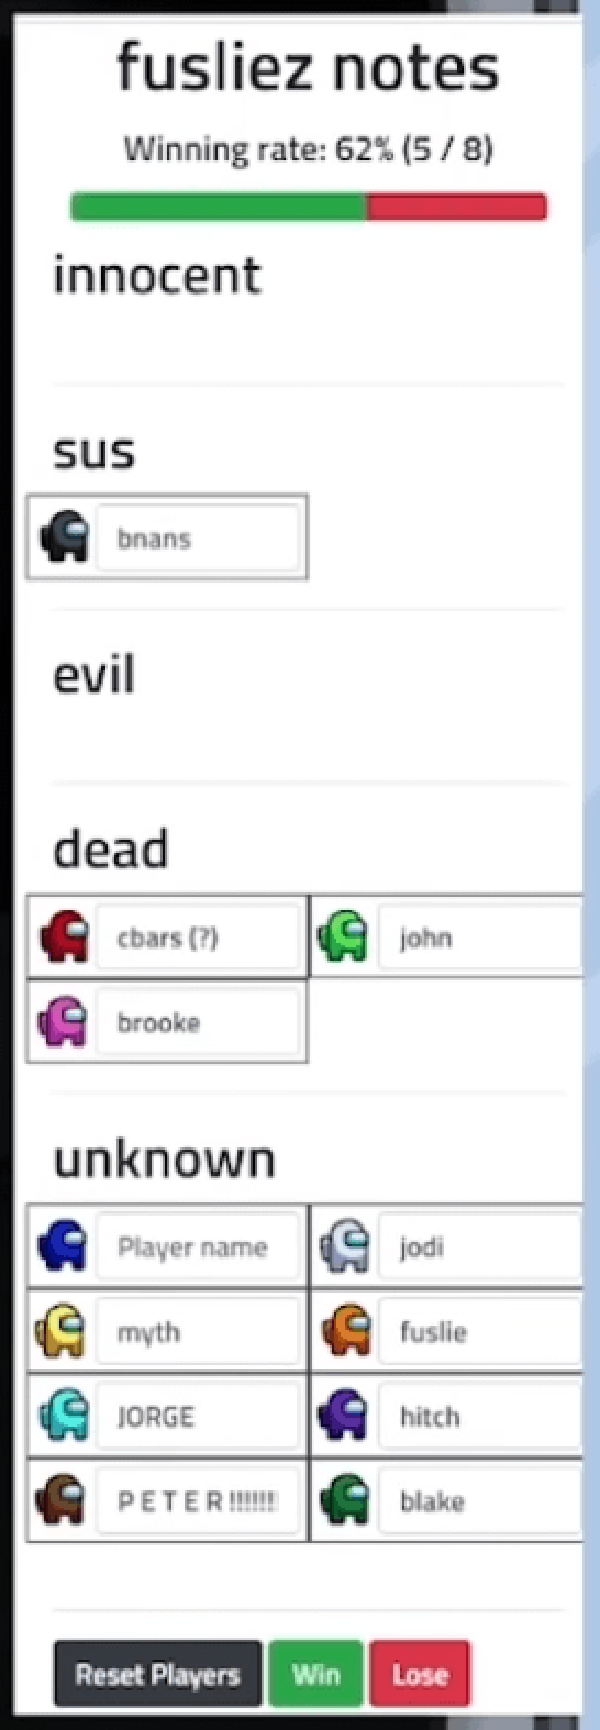 fusliez notes
Winning rate: 62% (5 / 8)
innocent
sus
bnans
evil
dead
cbars (?) john
brooke
unknown
Player name jodi
myth fuslie
JORGE hitch
P E T E R !!!!!!! blake
Reset Players Win Lose